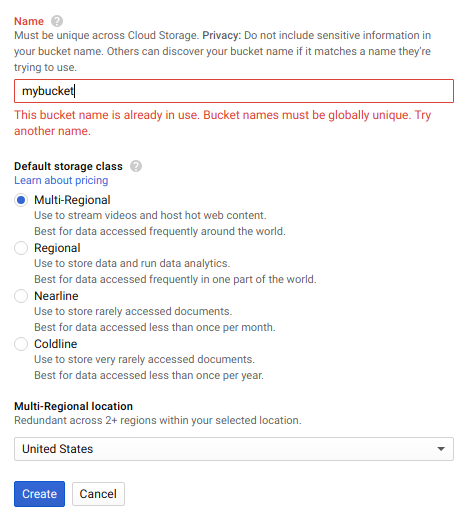 Name
Must be unique across Cloud Storage. Privacy: Do not include sensitive information in
your bucket name. Others can discover your bucket name if it matches a name they're
trying to use.
mybucket
This bucket name is already in use. Bucket names must be globally unique. Try
another name.
Default storage class
Learn about pricing
Multi-Regional
Use to stream videos and host hot web content.
Best for data accessed frequently around the world.
Regional
Use to store data and run data analytics.
Best for data accessed frequently in one part of the world.
Nearline
Use to store rarely accessed documents.
Best for data accessed less than once per month.
Coldline
Use to store very rarely accessed documents.
Best for data accessed less than once per year.
Multi-Regional location
Redundant across 2+ regions within your selected location.
United States
Create Cancel